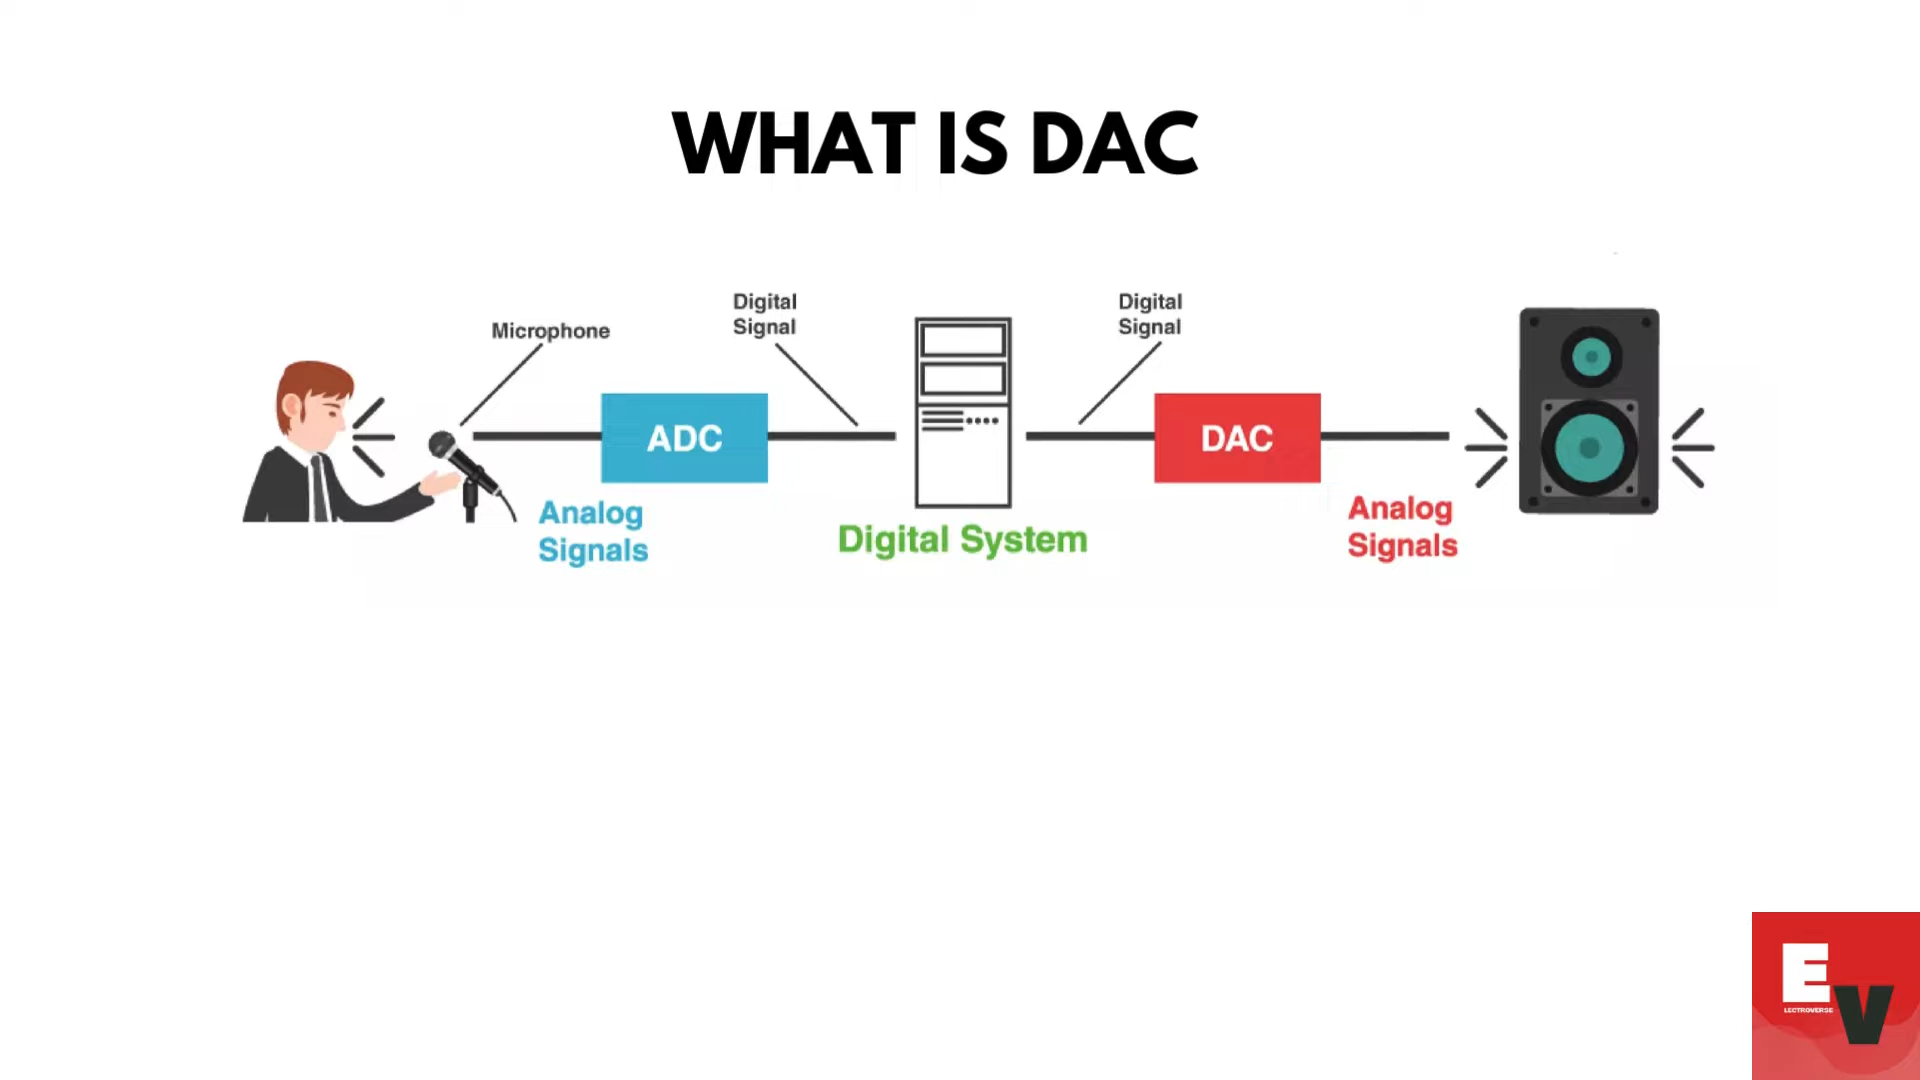 WHAT IS DAC
Microphone
Digital
Signal
Digital
Signal
ADC
DAC
Analog
Signals
Digital System
Analog
Signals
E
LECTROVERSE
V